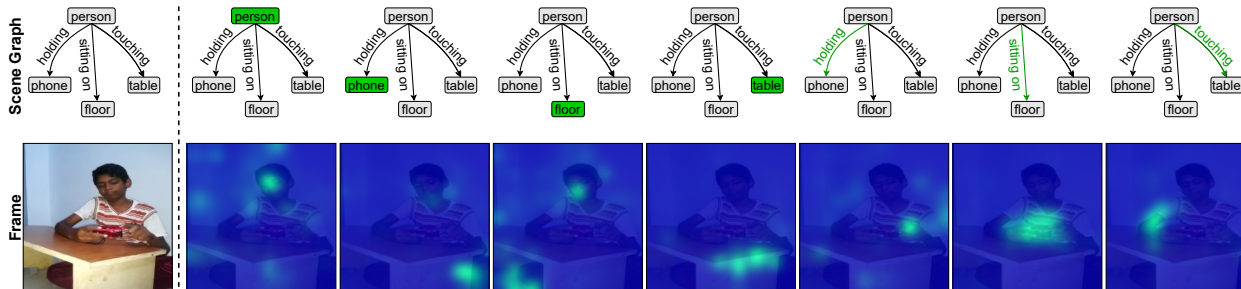 Scene Graph
person
holding
sitting on
touching
phone
table
floor
person
holding
sitting on
touching
phone
table
floor
person
holding
sitting on
touching
phone
table
floor
person
holding
sitting on
touching
phone
table
floor
person
holding
sitting on
touching
phone
table
floor
person
holding
sitting on
touching
phone
table
floor
person
holding
sitting on
touching
phone
table
floor
person
holding
sitting on
touching
phone
table
floor
Frame